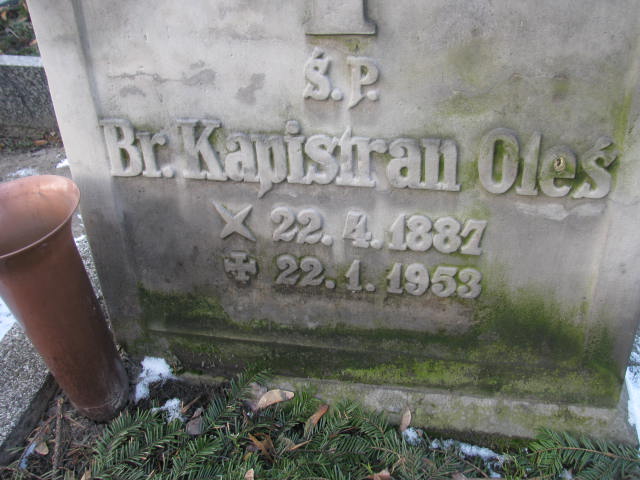 Ś.P.
Br. Kapistran Oleś
22.4.1887
22.1.1953